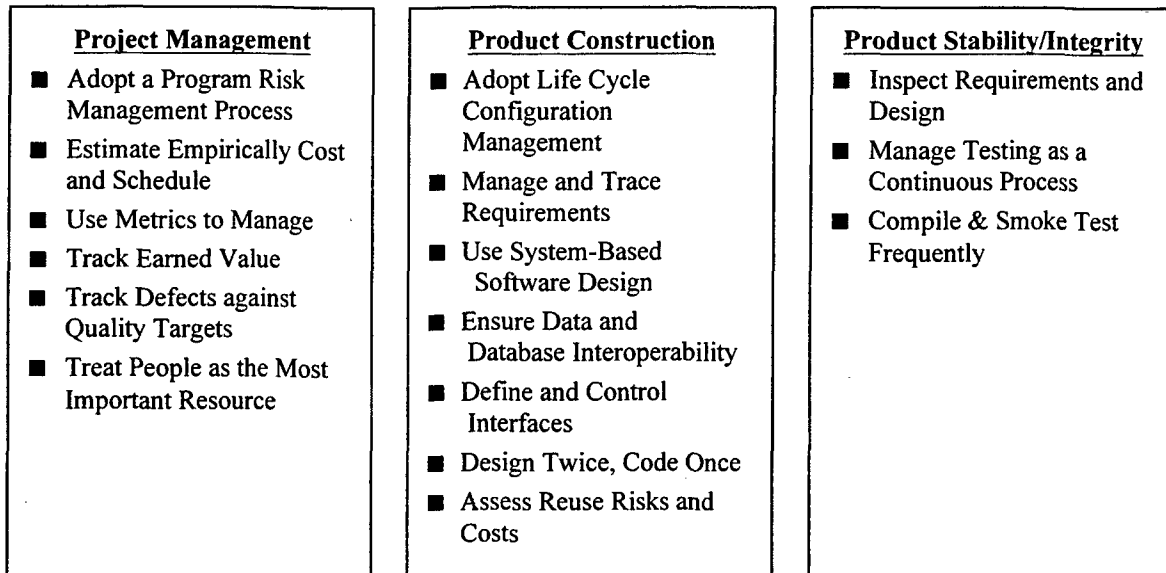 Project Management
■ Adopt a Program Risk
Management Process
■ Estimate Empirically Cost
and Schedule
■ Use Metrics to Manage
■ Track Earned Value
■ Track Defects against
Quality Targets
■ Treat People as the Most
Important Resource
Product Construction
■ Adopt Life Cycle
Configuration
Management
■ Manage and Trace
Requirements
■ Use System-Based
Software Design
■ Ensure Data and
Database Interoperability
■ Define and Control
Interfaces
■ Design Twice, Code Once
■ Assess Reuse Risks and
Costs
Product Stability/Integrity
■ Inspect Requirements and
Design
■ Manage Testing as a
Continuous Process
■ Compile & Smoke Test
Frequently